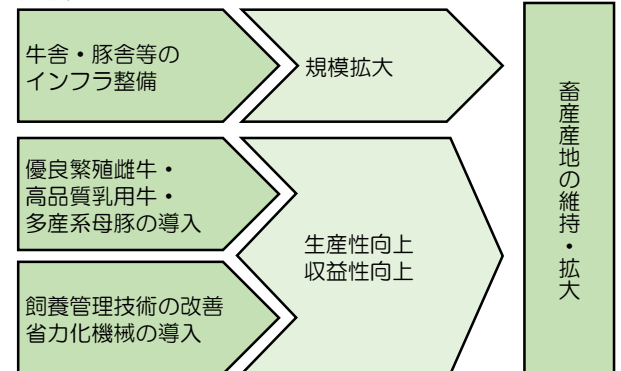 牛舎・豚舎等の
インフラ整備
規模拡大
優良繁殖雌牛・
高品質乳用牛・
多産系母豚の導入
生産性向上
収益性向上
飼養管理技術の改善
省力化機械の導入
畜産産地の維持・拡大